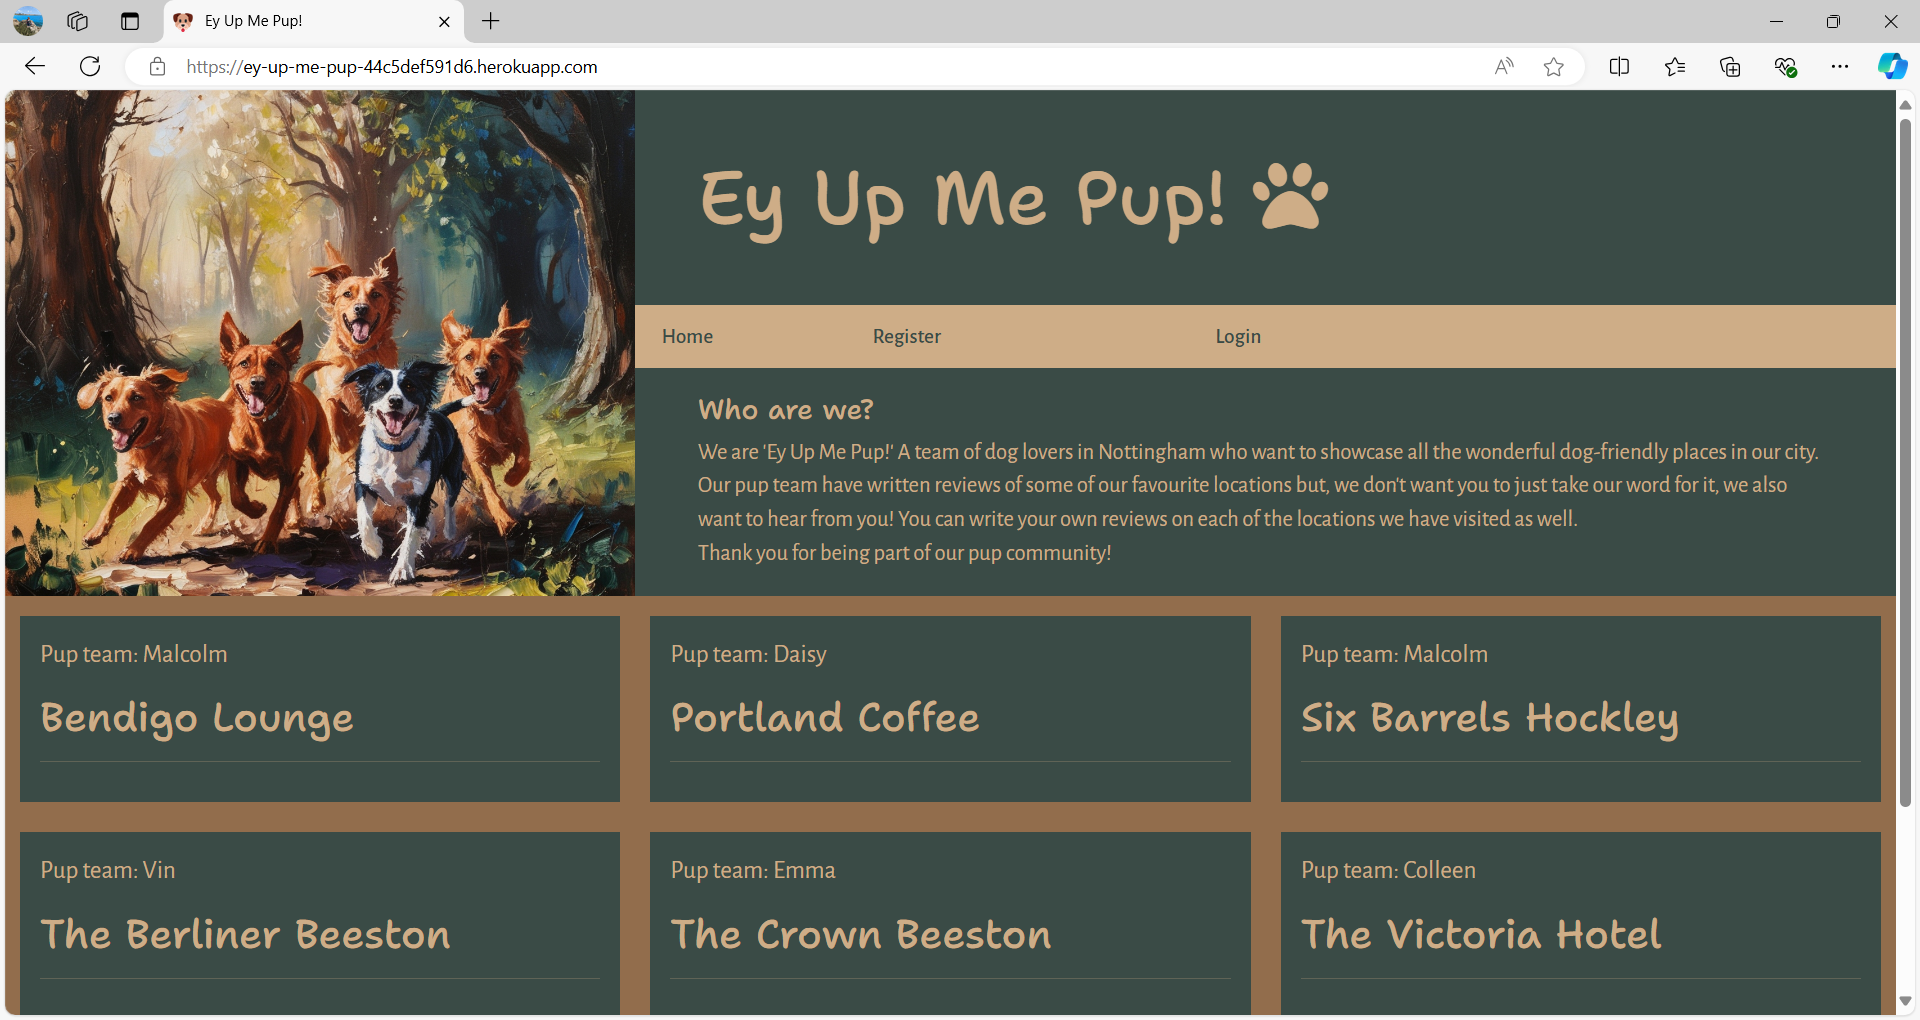 Ey Up Me Pup!
https://ey-up-me-pup-44c5def591d6.herokuapp.com
Ey Up Me Pup!
Home Register Login
Who are we?
We are 'Ey Up Me Pup!' A team of dog lovers in Nottingham who want to showcase all the wonderful dog-friendly places in our city.
Our pup team have written reviews of some of our favourite locations but, we don't want you to just take our word for it, we also
want to hear from you! You can write your own reviews on each of the locations we have visited as well.
Thank you for being part of our pup community!
Pup team: Malcolm
Bendigo Lounge
Pup team: Daisy
Portland Coffee
Pup team: Malcolm
Six Barrels Hockley
Pup team: Vin
The Berliner Beeston
Pup team: Emma
The Crown Beeston
Pup team: Colleen
The Victoria Hotel